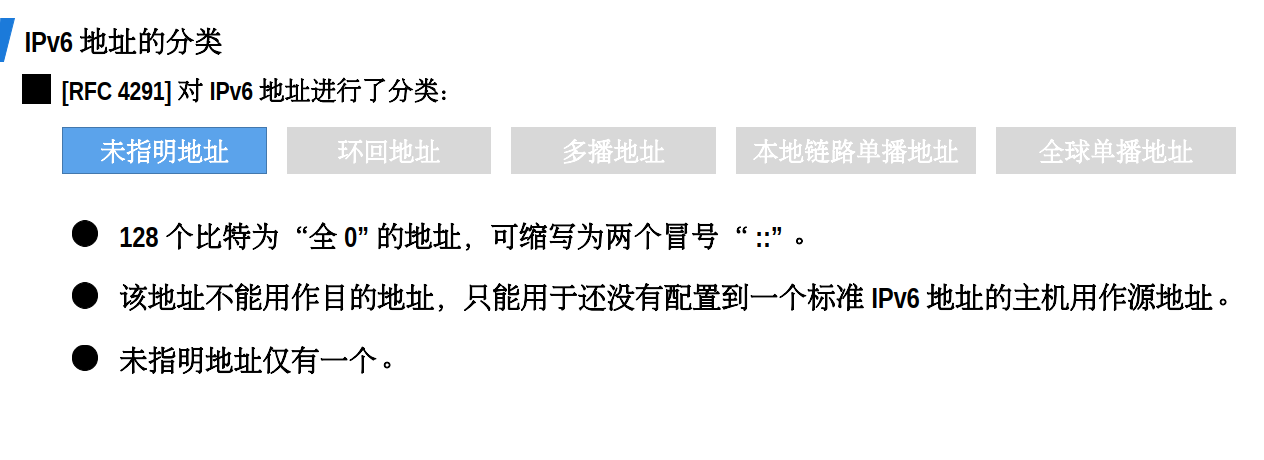 IPv6 地址的分类
[RFC 4291] 对 IPv6 地址进行了分类：
未指明地址 环回地址 多播地址 本地链路单播地址 全球单播地址
128 个比特为 “全 0” 的地址，可缩写为两个冒号 “ ::” 。
该地址不能用作目的地址，只能用于还没有配置到一个标准 IPv6 地址的主机用作源地址。
未指明地址仅有一个。